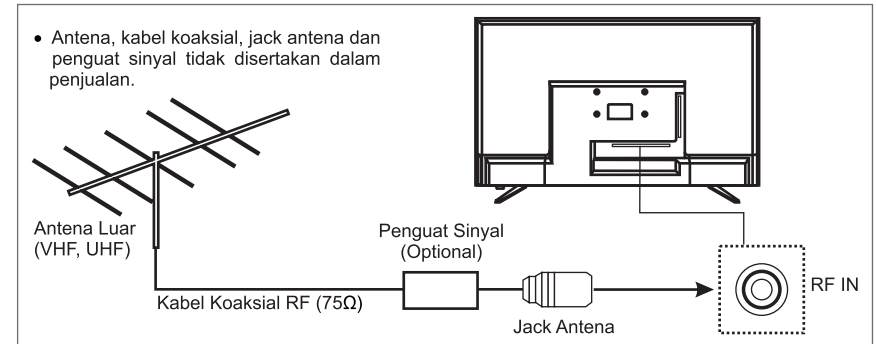 • Antena, kabel koaksial, jack antena dan
penguat sinyal tidak disertakan dalam
penjualan.
Antena Luar
(VHF, UHF)
Penguat Sinyal
(Optional)
RF IN
Kabel Koaksial RF (75Ω)
Jack Antena